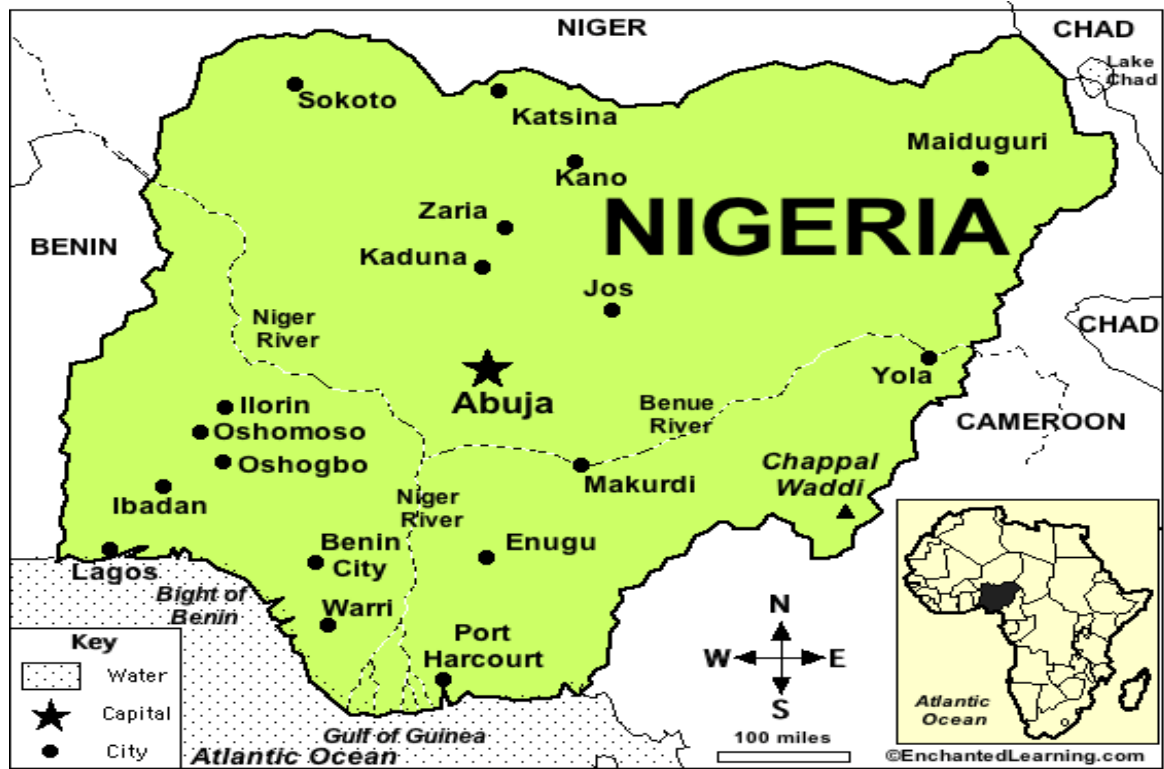 NIGER
CHAD
Lake
Chad
Sokoto
Katsina
Maiduguri
Kano
NIGERIA
Zaria
BENIN
Kaduna
Jos
Niger
River
CHAD
Yola
Abuja
Benue
River
Ilorin
CAMEROON
Oshomoso
Oshogbo
Chappal
Waddi
Makurdi
Ibadan
Niger
River
Benin
City
Enugu
Lagos
Bight of
Benin
Warri
Port
Harcourt
Key
Water
Capital
City
Gulf of Guinea
Atlantic Ocean
N
W
E
S
100 miles
Atlantic
Ocean
©EnchantedLearning.com